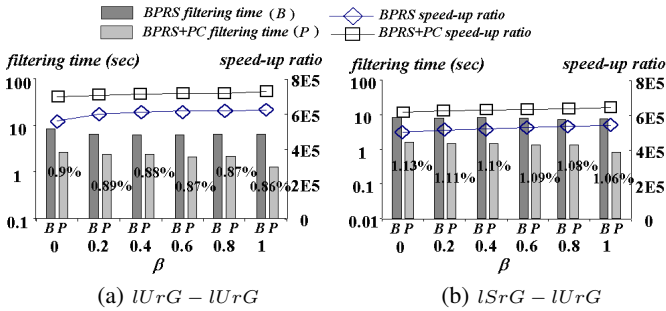 BPRS filtering time (B) BPRS speed-up ratio
BPRS+PC filtering time (P) BPRS+PC speed-up ratio
filtering time (sec) speed-up ratio
100
10
1
0.1
8E5
6E5
4E5
2E5
0
0.9% 0.89% 0.88% 0.87% 0.87% 0.86%
B P B P B P B P B P B P
0 0.2 0.4 0.6 0.8 1
β
(a) lUrG − lUrG
filtering time (sec) speed-up ratio
100
10
1
0.1
0.01
8E5
6E5
4E5
2E5
0
1.13% 1.11% 1.1% 1.09% 1.08% 1.06%
B P B P B P B P B P B P
0 0.2 0.4 0.6 0.8 1
β
(b) lSrG − lUrG